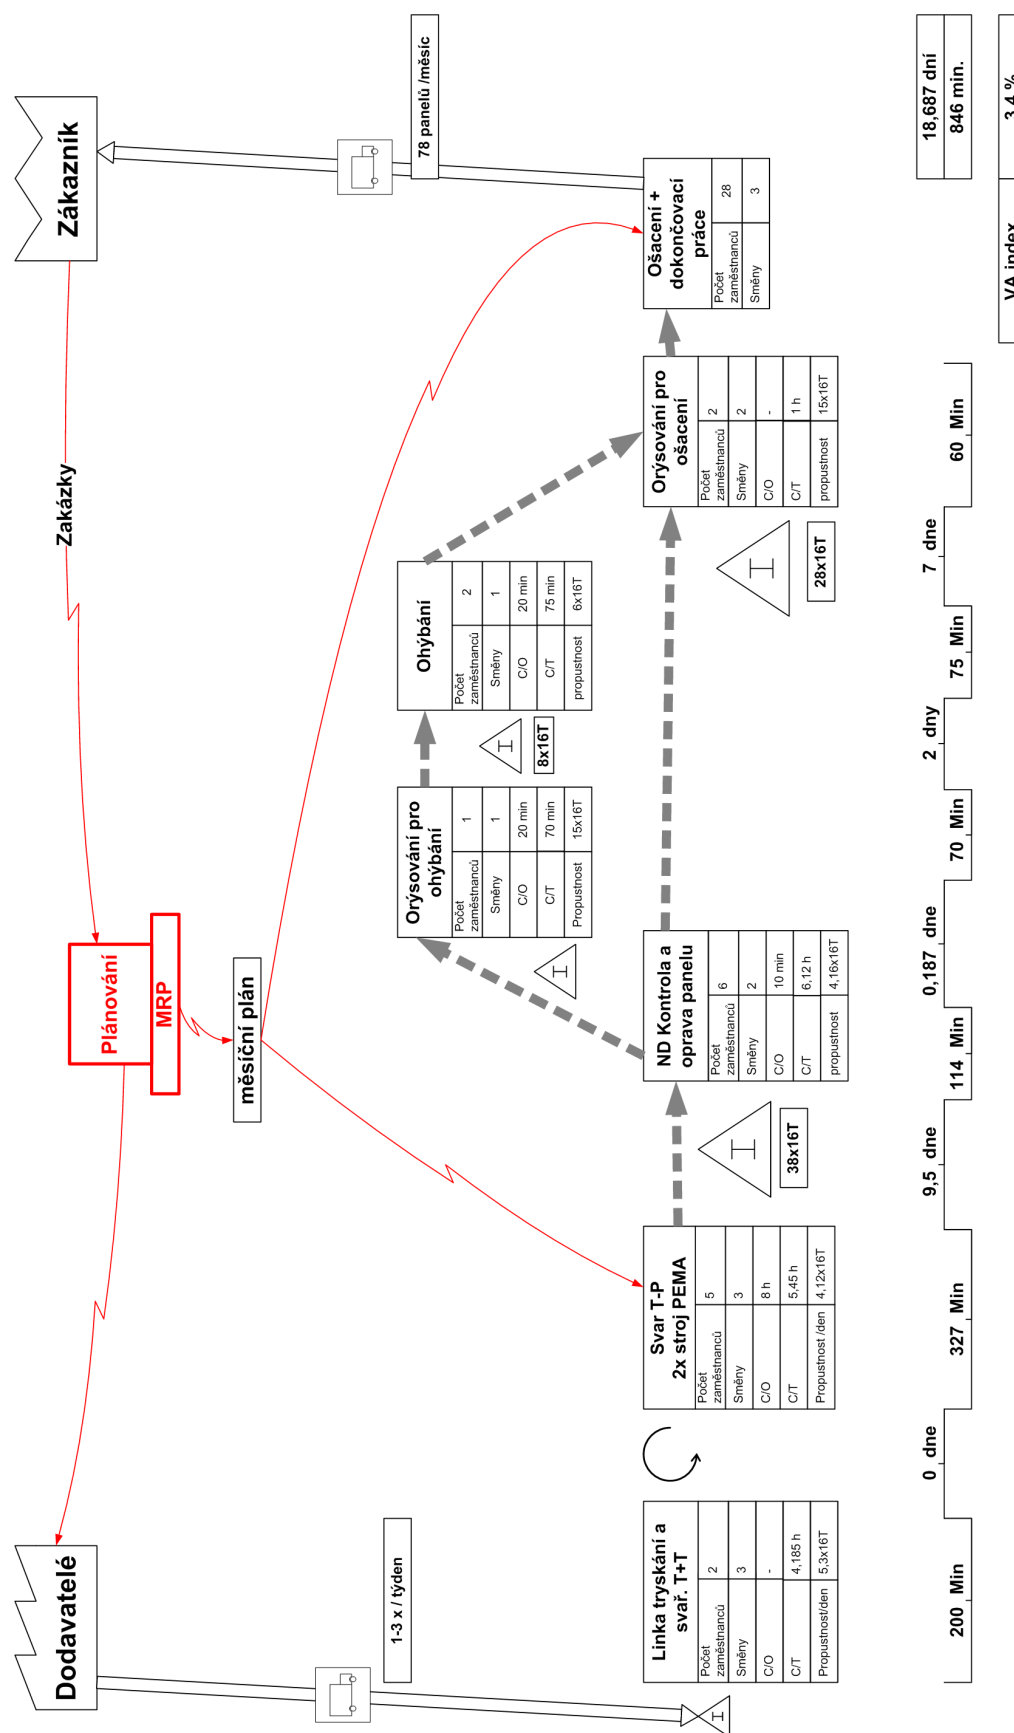 Dodavatelé
Plánování
MRP
Zákazník
Zakázky
měsíční plán
1-3 x / týden
78 panelů /měsíc
Orýsování pro
ohýbání
Počet
zaměstnanců 1
Směny 1
C/O 20 min
C/T 70 min
Propustnost 15x16T
I
I
8x16T
Ohýbání
Počet
zaměstnanců 2
Směny 1
C/O 20 min
C/T 75 min
propustnost 6x16T
I
Linka tryskání a
svař. T+T
Počet
zaměstnanců 2
Směny 3
C/O -
C/T 4,185 h
Propustnost/den 5,3x16T
Svar T-P
2x stroj PEMA
Počet
zaměstnanců 5
Směny 3
C/O 8 h
C/T 5,45 h
Propustnost /den 4,12x16T
I
38x16T
ND Kontrola a
oprava panelu
Počet
zaměstnanců 6
Směny 2
C/O 10 min
C/T 6,12 h
propustnost 4,16x16T
I
28x16T
Orýsování pro
ošacení
Počet
zaměstnanců 2
Směny 2
C/O -
C/T 1 h
propustnost 15x16T
Ošacení +
dokončovací
práce
Počet
zaměstnanců 28
Směny 3
200 Min
0 dne
327 Min
9,5 dne
114 Min
0,187 dne
70 Min
2 dny
75 Min
7 dne
60 Min
18,687 dní
846 min.
VA index 3,4 %